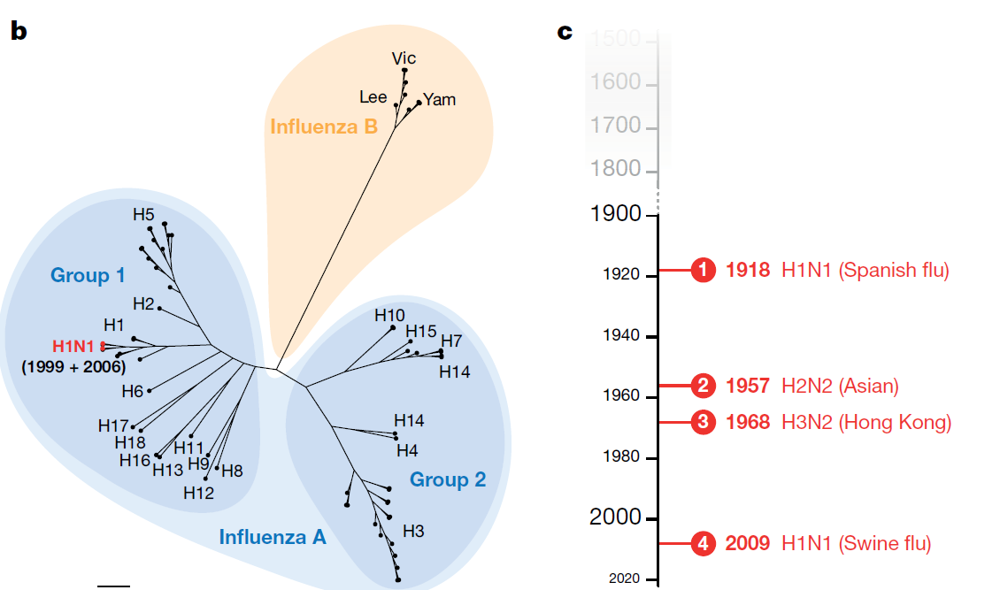 b
Vic
Lee
Yam
Influenza B
H5
Group 1
H2
H1
H1N1
(1999 + 2006)
H6
H17
H18
H16
H13
H11
H9
H8
H12
H10
H15
H7
H14
H14
H4
Group 2
H3
Influenza A
c
1500
1600
1700
1800
1900
1 1918 H1N1 (Spanish flu)
1920
1940
2 1957 H2N2 (Asian)
1960
3 1968 H3N2 (Hong Kong)
1980
2000
4 2009 H1N1 (Swine flu)
2020